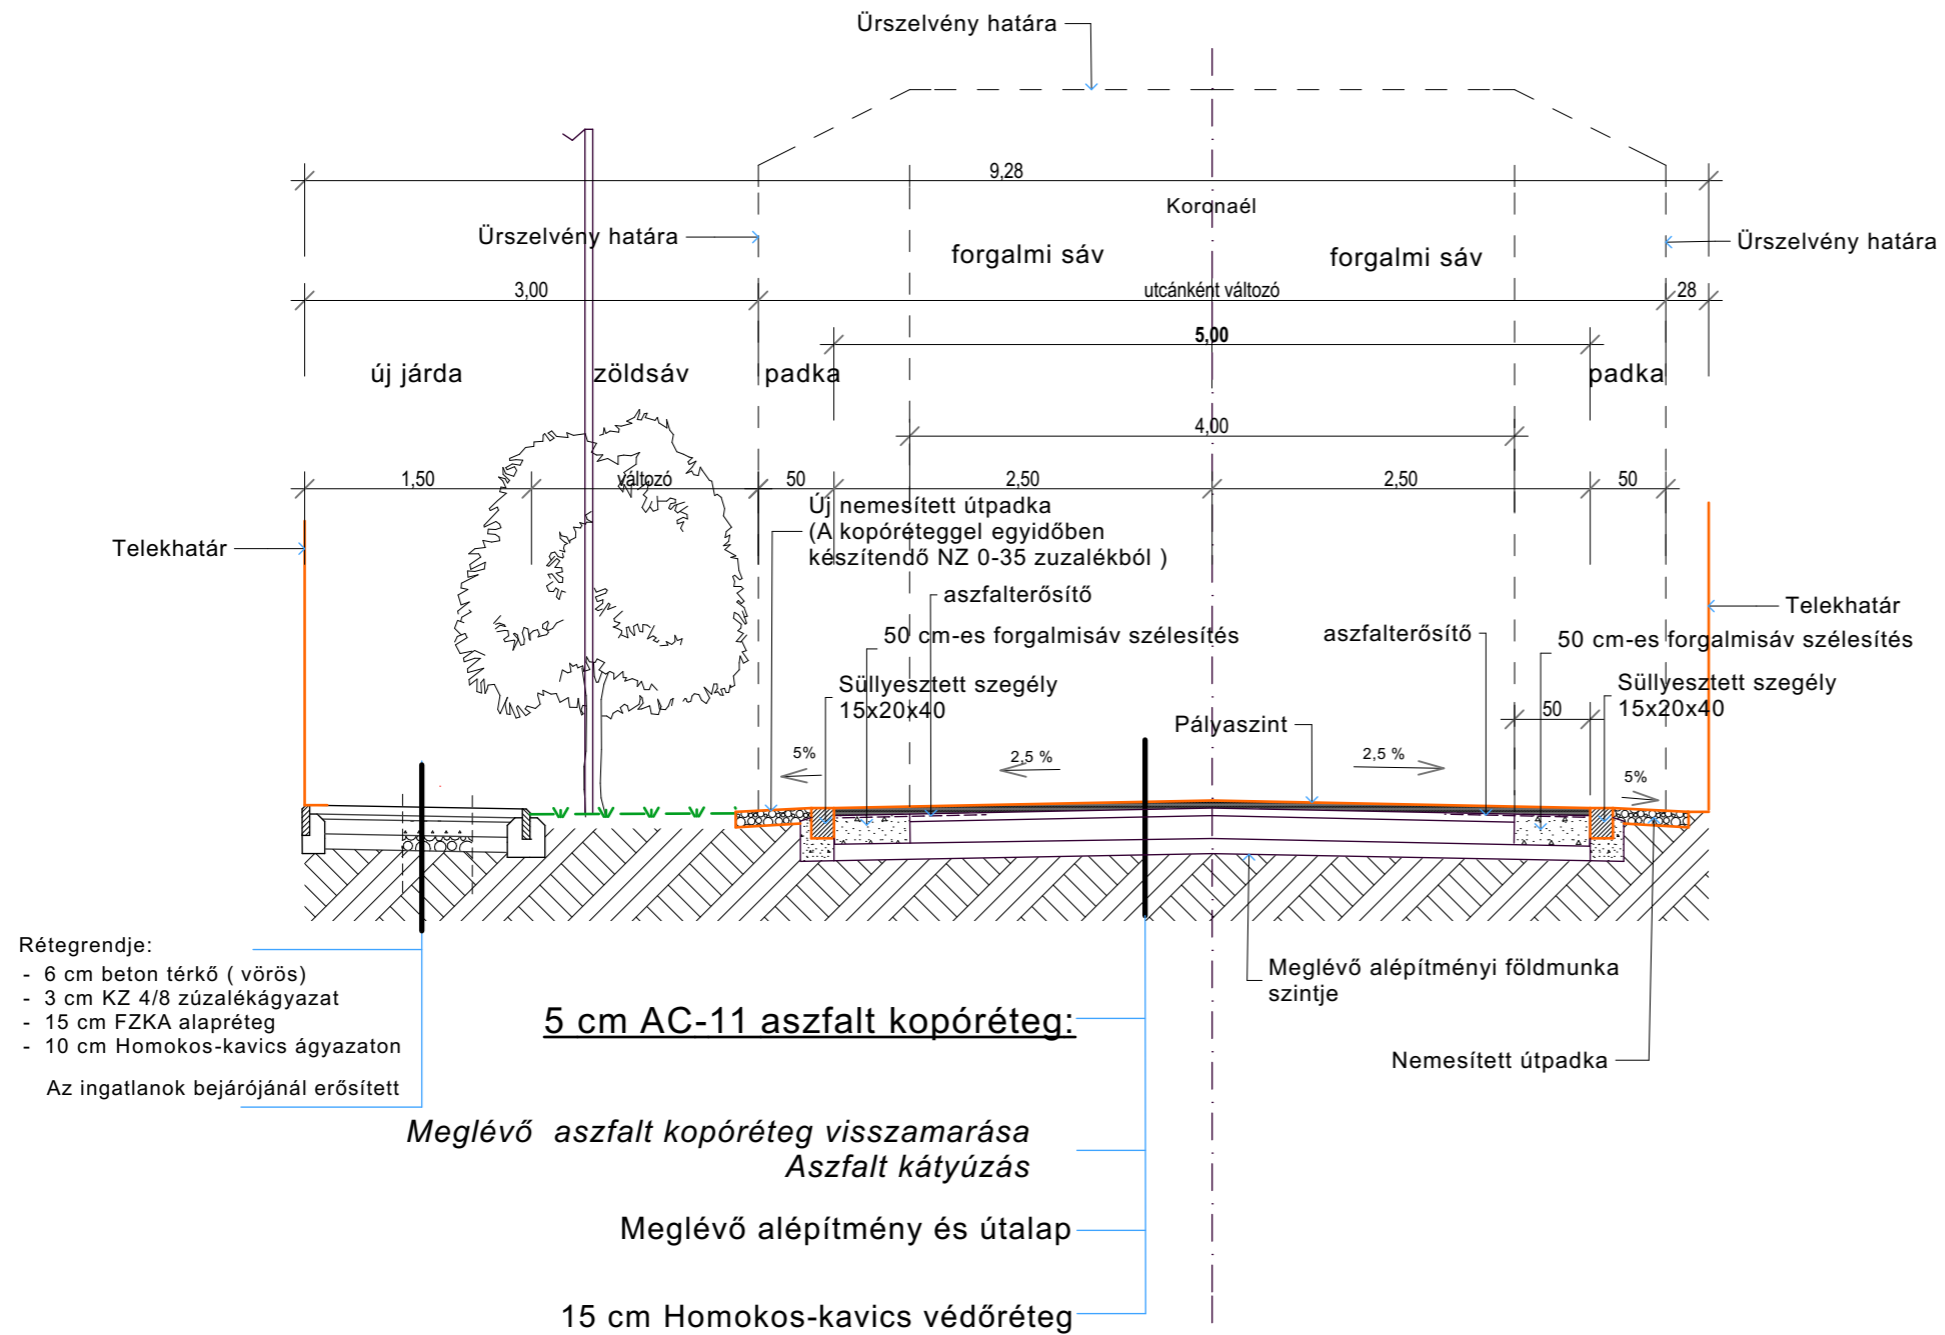 Ürszelvény határa
9,28
Koronaél
Ürszelvény határa
forgalmi sáv
forgalmi sáv
Ürszelvény határa
3,00
utcánként változó
28
5,00
új járda
zöldsáv
padka
padka
4,00
1,50
változó
50
2,50
2,50
50
Új nemesített útpadka
(A kopóréteggel egyidőben
készítendő NZ 0-35 zuzalékból )
Telekhatár
aszfalterősítő
Telekhatár
50 cm-es forgalmisáv szélesítés
aszfalterősítő
50 cm-es forgalmisáv szélesítés
Süllyesztett szegély
15x20x40
Süllyesztett szegély
15x20x40
50
Pályaszint
5%
2,5 %
2,5 %
5%
Rétegrendje:
- 6 cm beton térkő ( vörös)
- 3 cm KZ 4/8 zúzalékágyazat
- 15 cm FZKA alapréteg
- 10 cm Homokos-kavics ágyazaton
Az ingatlanok bejárójánál erősített
Meglévő alépítményi földmunka
szintje
5 cm AC-11 aszfalt kopóréteg:
Nemesített útpadka
Meglévő aszfalt kopóréteg visszamarása
Aszfalt kátyúzás
Meglévő alépítmény és útalap
15 cm Homokos-kavics védőréteg